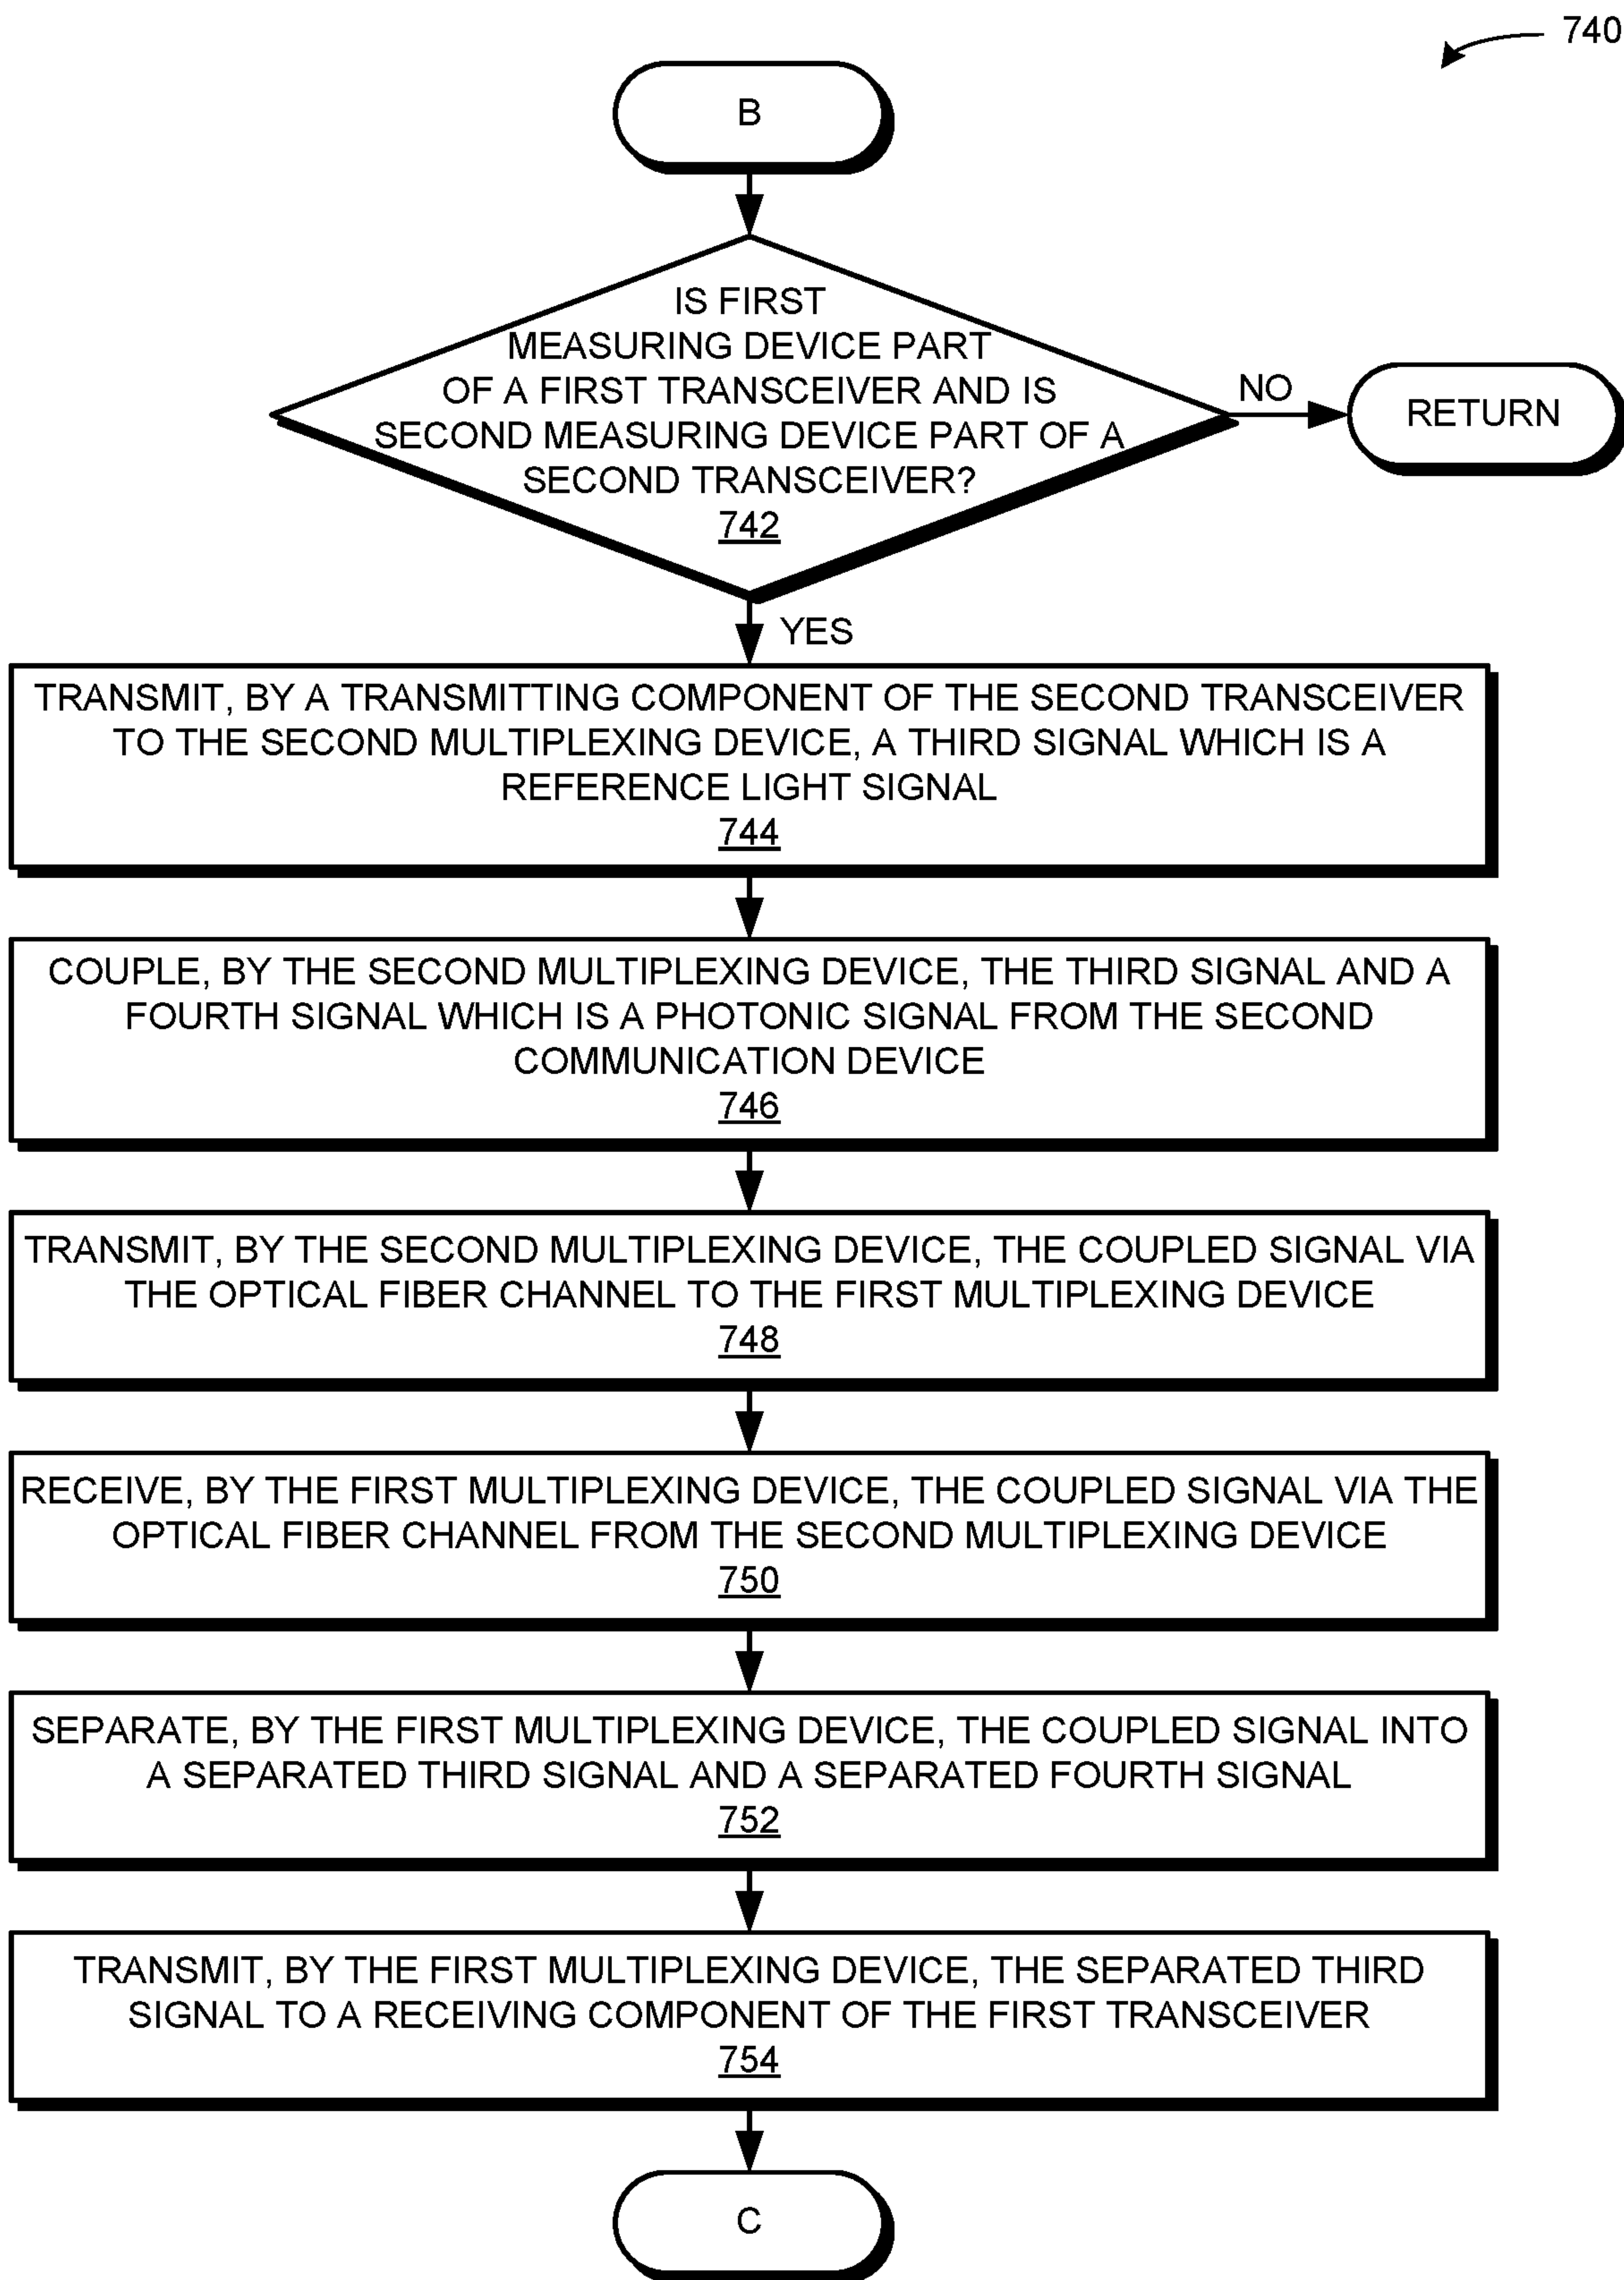 740
B
IS FIRST
MEASURING DEVICE PART
OF A FIRST TRANSCEIVER AND IS
SECOND MEASURING DEVICE PART OF A
SECOND TRANSCEIVER?
742
NO
RETURN
YES
TRANSMIT, BY A TRANSMITTING COMPONENT OF THE SECOND TRANSCEIVER
TO THE SECOND MULTIPLEXING DEVICE, A THIRD SIGNAL WHICH IS A
REFERENCE LIGHT SIGNAL
744
COUPLE, BY THE SECOND MULTIPLEXING DEVICE, THE THIRD SIGNAL AND A
FOURTH SIGNAL WHICH IS A PHOTONIC SIGNAL FROM THE SECOND
COMMUNICATION DEVICE
746
TRANSMIT, BY THE SECOND MULTIPLEXING DEVICE, THE COUPLED SIGNAL VIA
THE OPTICAL FIBER CHANNEL TO THE FIRST MULTIPLEXING DEVICE
748
RECEIVE, BY THE FIRST MULTIPLEXING DEVICE, THE COUPLED SIGNAL VIA THE
OPTICAL FIBER CHANNEL FROM THE SECOND MULTIPLEXING DEVICE
750
SEPARATE, BY THE FIRST MULTIPLEXING DEVICE, THE COUPLED SIGNAL INTO
A SEPARATED THIRD SIGNAL AND A SEPARATED FOURTH SIGNAL
752
TRANSMIT, BY THE FIRST MULTIPLEXING DEVICE, THE SEPARATED THIRD
SIGNAL TO A RECEIVING COMPONENT OF THE FIRST TRANSCEIVER
754
C